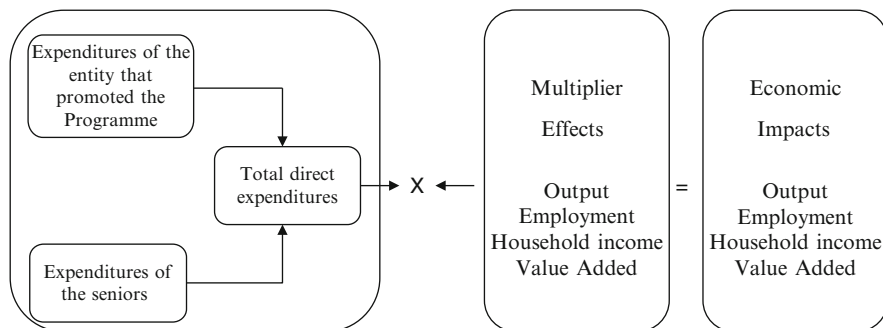 Expenditures of the
entity that
promoted the
Programme
Total direct
expenditures
Expenditures of
the seniors
X
Multiplier
Effects
Output
Employment
Household income
Value Added
=
Economic
Impacts
Output
Employment
Household income
Value Added